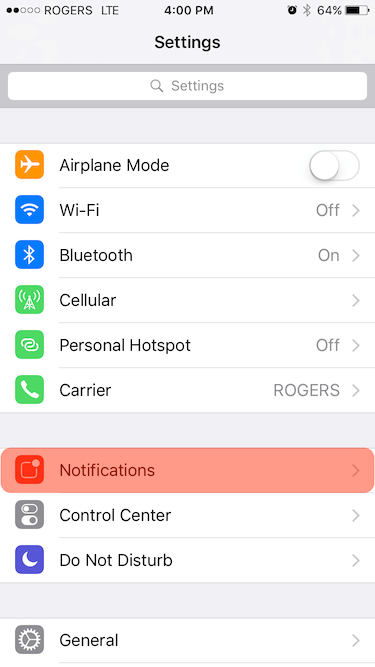 ROGERS LTE 4:00 PM 64%
Settings
Settings
Airplane Mode
Wi-Fi Off
Bluetooth On
Cellular
Personal Hotspot Off
Carrier ROGERS
Notifications
Control Center
Do Not Disturb
General